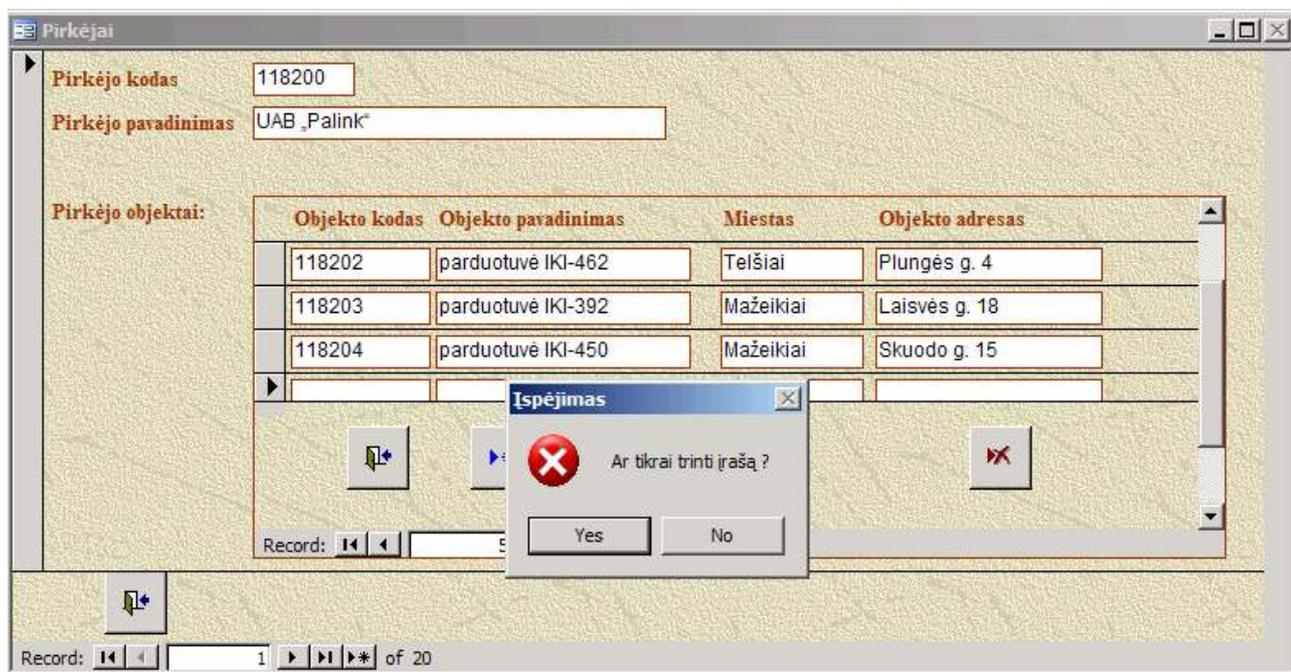 Pirkėjai
Pirkėjo kodas 118200
Pirkėjo pavadinimas UAB „Palink“
Pirkėjo objektai:
Objekto kodas Objekto pavadinimas Miestas Objekto adresas
118202 parduotuvė IKI-462 Telšiai Plungės g. 4
118203 parduotuvė IKI-392 Mažeikiai Laisvės g. 18
118204 parduotuvė IKI-450 Mažeikiai Skuodo g. 15
Įspėjimas
Ar tikrai trinti įrašą ?
Yes No
Record: 5
Record: 1 of 20